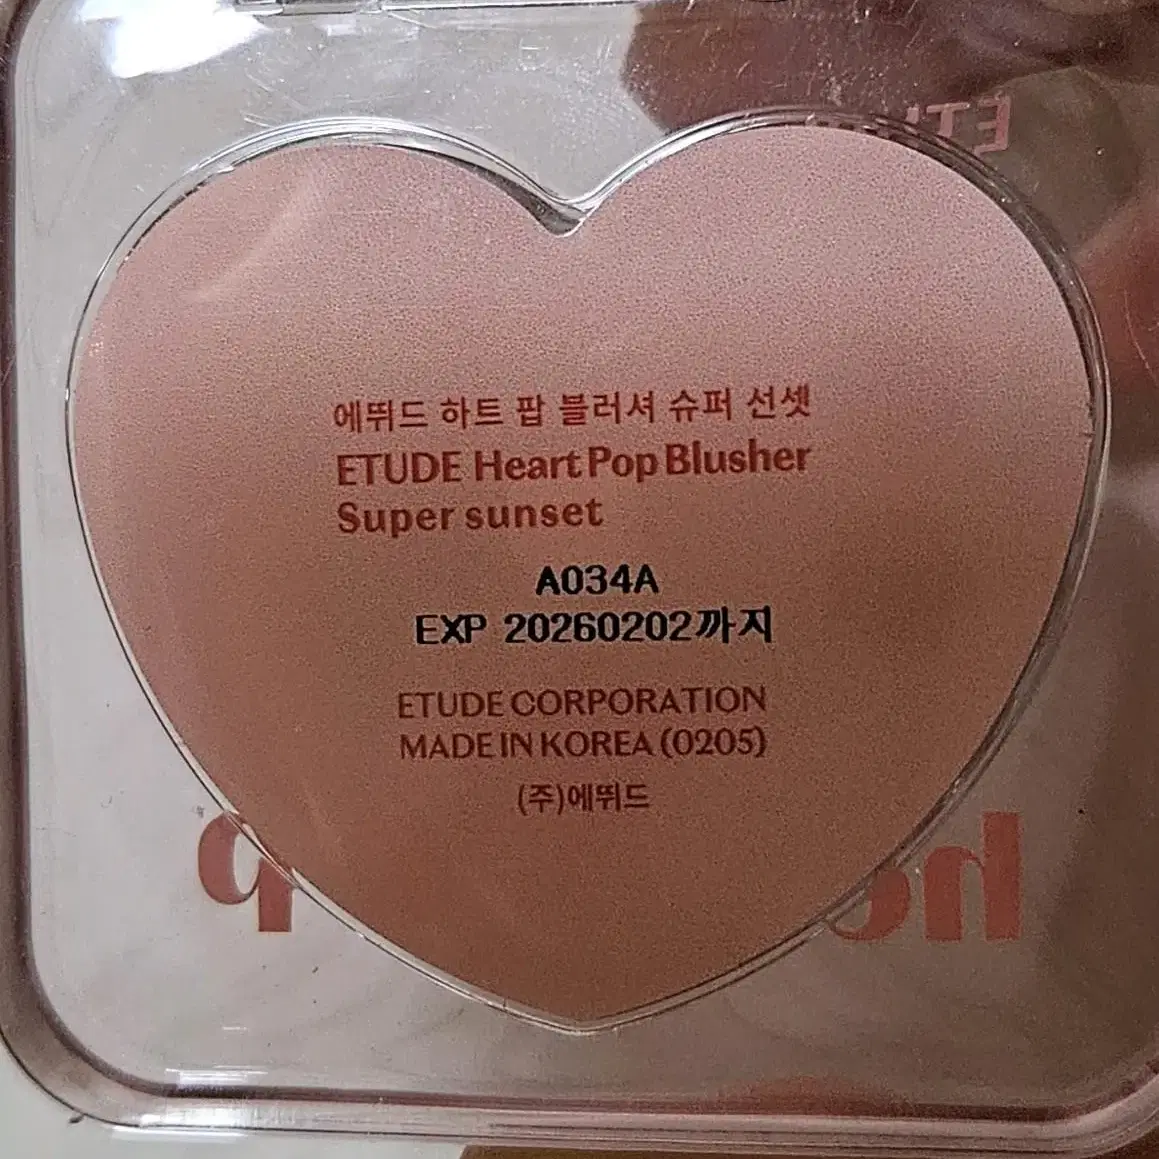 에뛰드 하트 팝 블러셔 슈퍼 선셋
ETUDE Heart Pop Blusher
Super sunset
A034A
EXP 20260202까지
ETUDE CORPORATION
MADE IN KOREA (0205)
(주)에뛰드